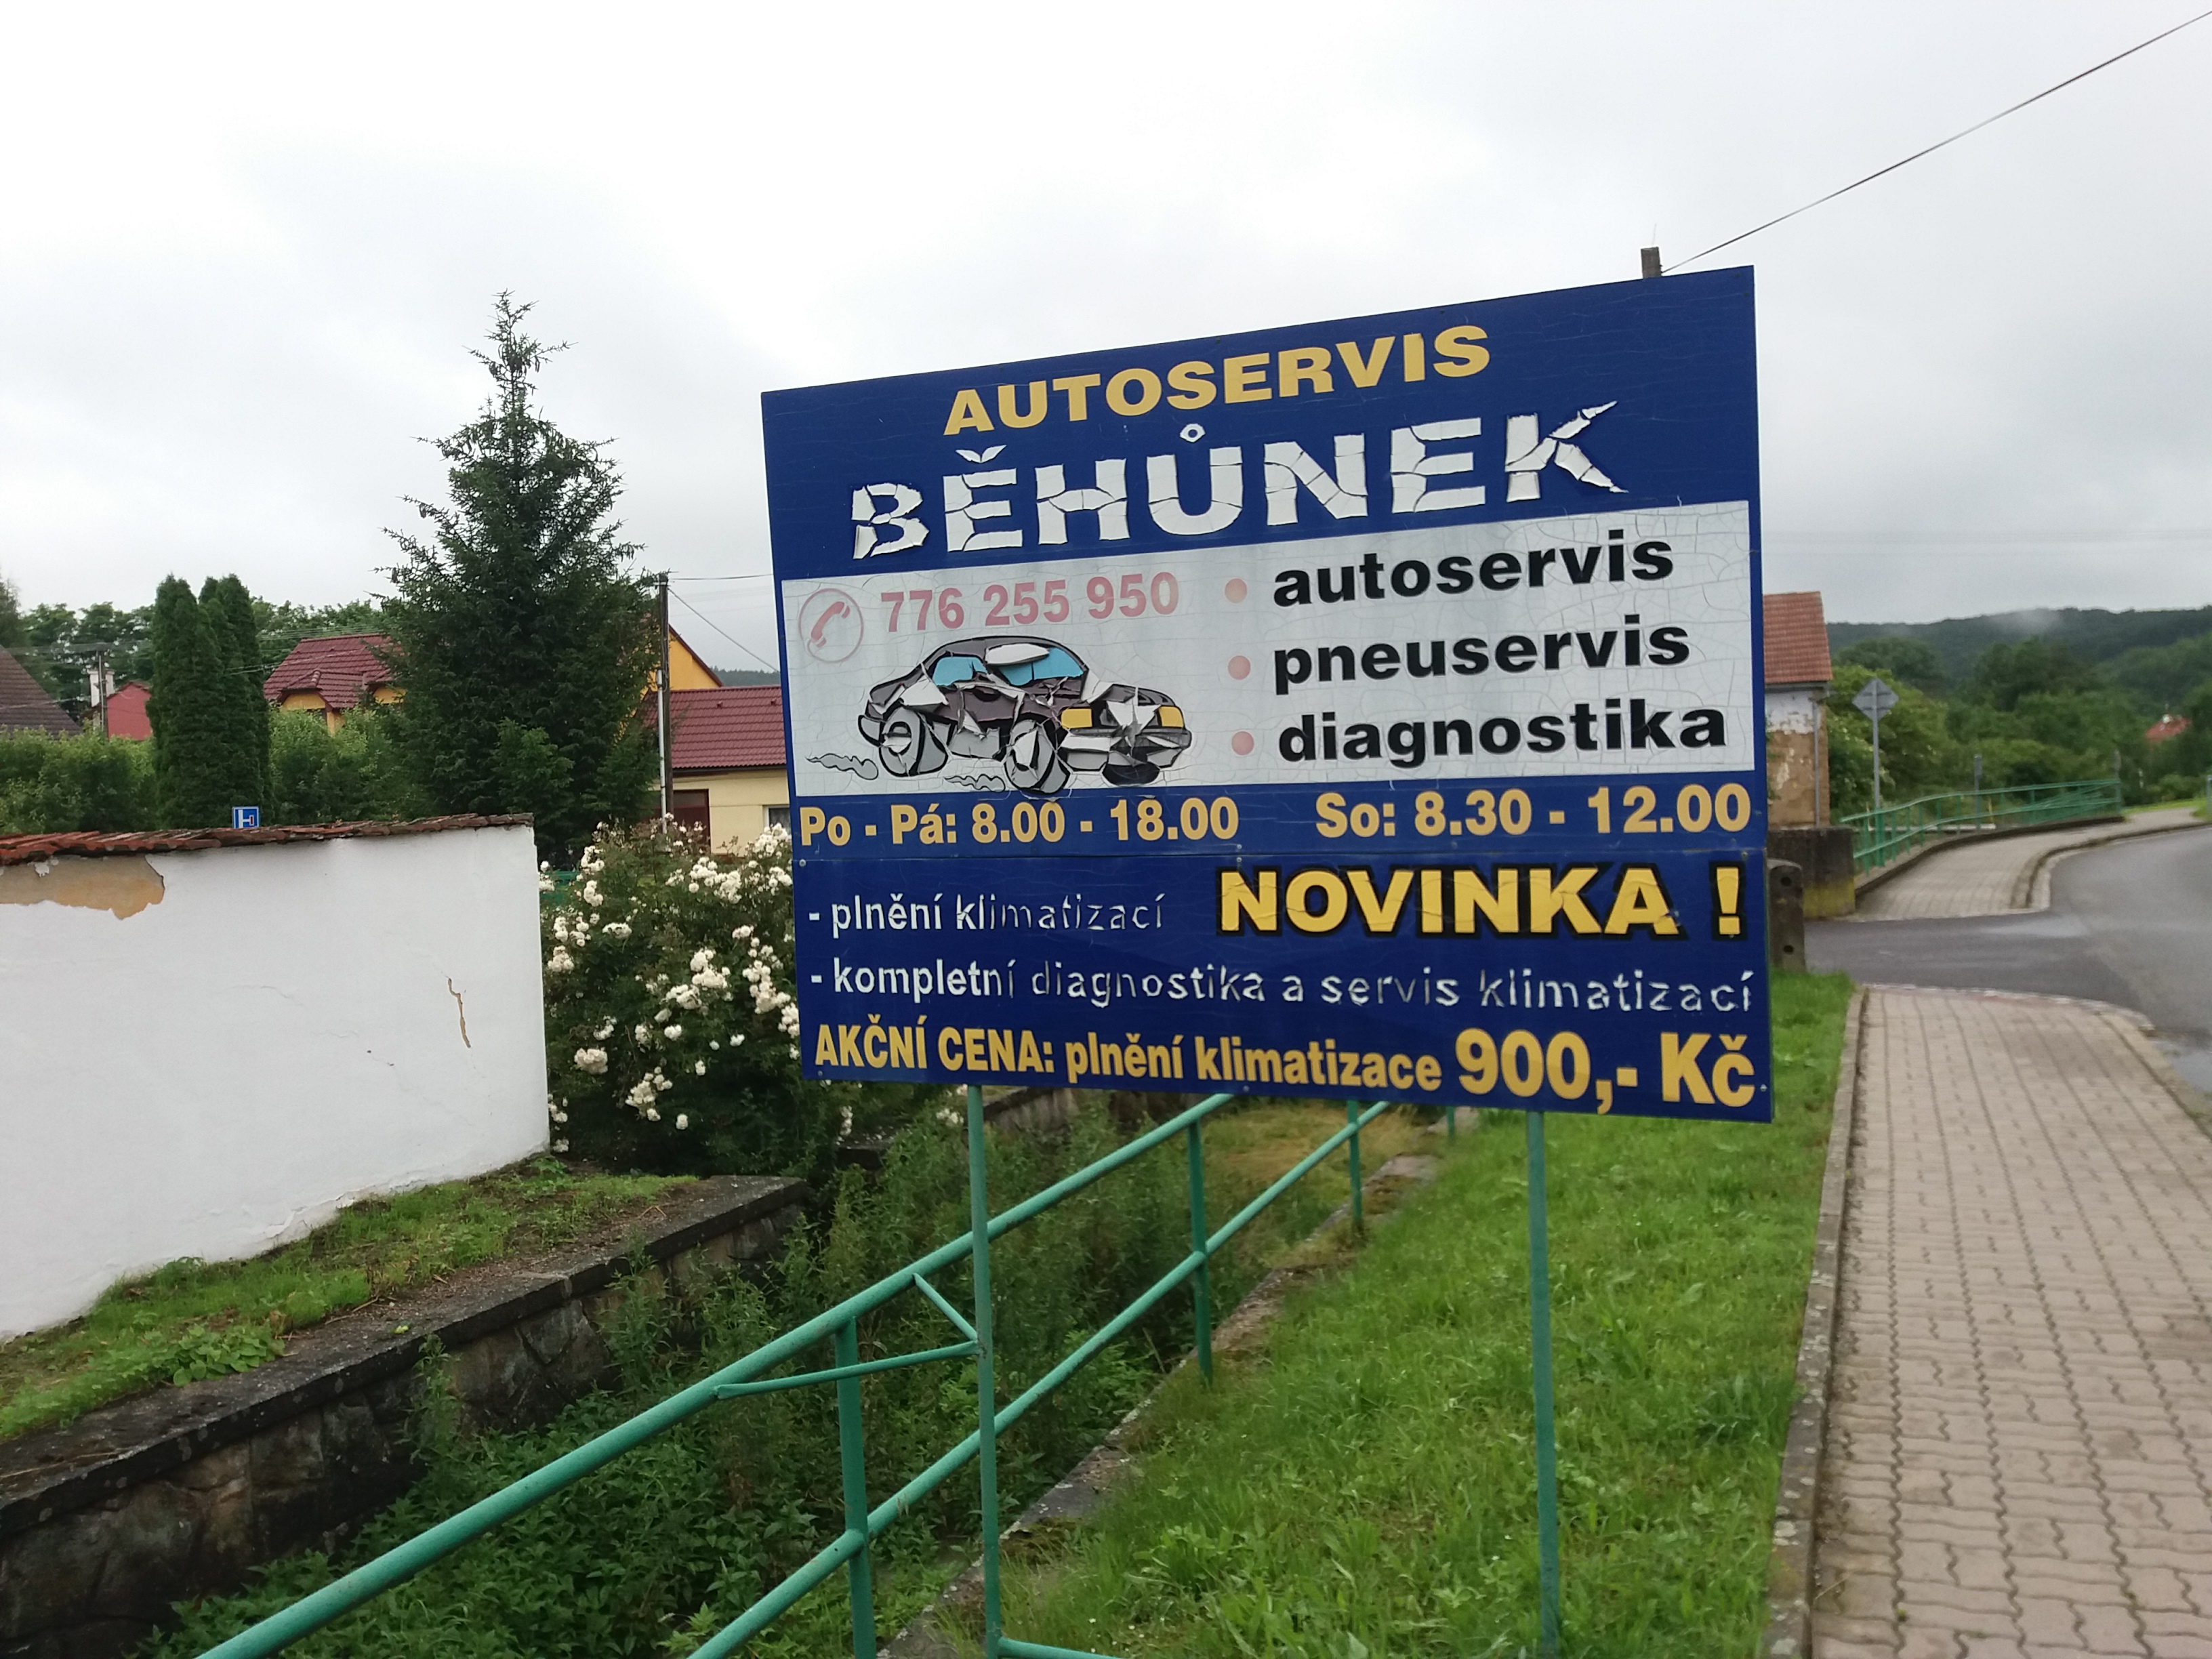 AUTOSERVIS
BĚHŮNEK
776 255 950
• autoservis
• pneuservis
• diagnostika
Po - Pá: 8.00 - 18.00 So: 8.30 - 12.00
- plnění klimatizací NOVINKA !
- kompletní diagnostika a servis klimatizací
AKČNÍ CENA: plnění klimatizace 900,- Kč